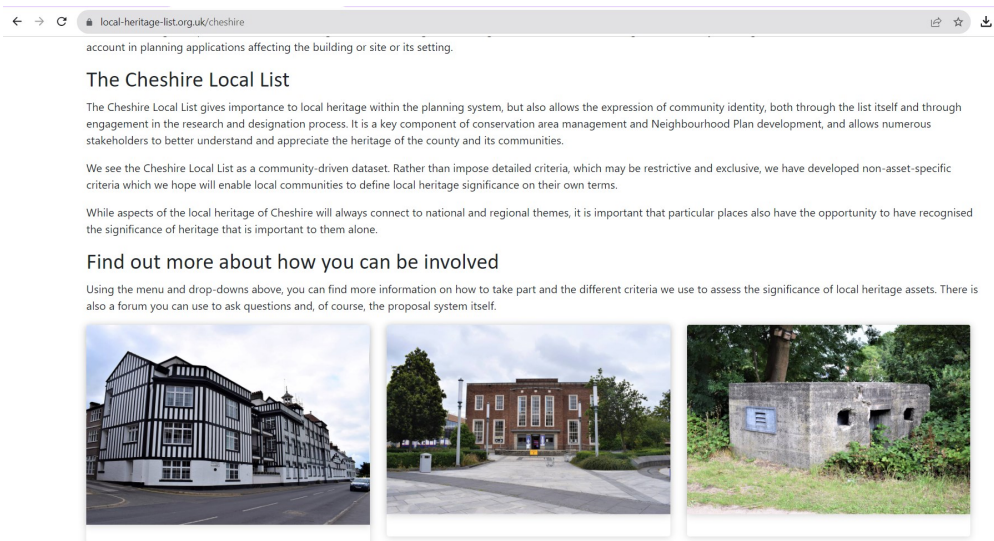 local-heritage-list.org.uk/cheshire
account in planning applications affecting the building or site or its setting.
The Cheshire Local List
The Cheshire Local List gives importance to local heritage within the planning system, but also allows the expression of community identity, both through the list itself and through
engagement in the research and designation process. It is a key component of conservation area management and Neighbourhood Plan development, and allows numerous
stakeholders to better understand and appreciate the heritage of the county and its communities.
We see the Cheshire Local List as a community-driven dataset. Rather than impose detailed criteria, which may be restrictive and exclusive, we have developed non-asset-specific
criteria which we hope will enable local communities to define local heritage significance on their own terms.
While aspects of the local heritage of Cheshire will always connect to national and regional themes, it is important that particular places also have the opportunity to have recognised
the significance of heritage that is important to them alone.
Find out more about how you can be involved
Using the menu and drop-downs above, you can find more information on how to take part and the different criteria we use to assess the significance of local heritage assets. There is
also a forum you can use to ask questions and, of course, the proposal system itself.